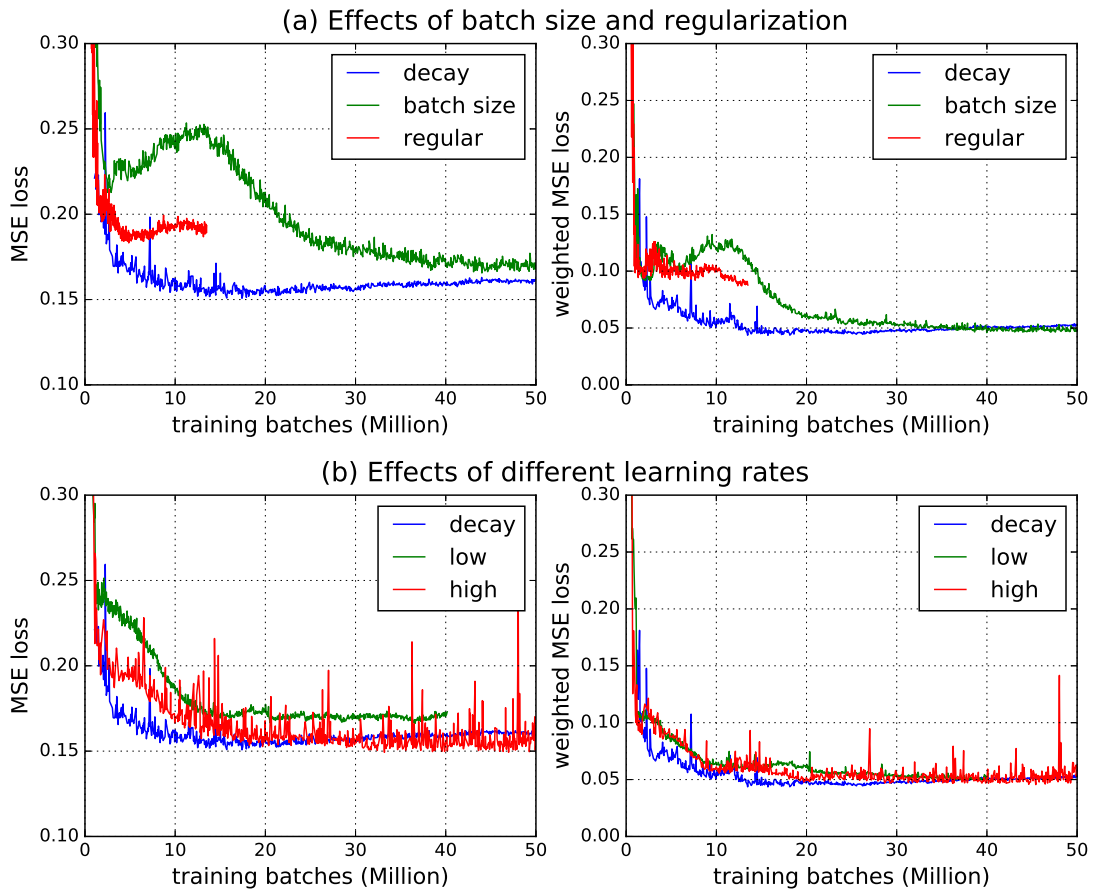 (a) Effects of batch size and regularization
MSE loss
0.30
0.25
0.20
0.15
0.10
0 10 20 30 40 50
training batches (Million)
decay
batch size
regular
weighted MSE loss
0.30
0.25
0.20
0.15
0.10
0.05
0.00
0 10 20 30 40 50
training batches (Million)
decay
batch size
regular
(b) Effects of different learning rates
MSE loss
0.30
0.25
0.20
0.15
0.10
0 10 20 30 40 50
training batches (Million)
decay
low
high
weighted MSE loss
0.30
0.25
0.20
0.15
0.10
0.05
0.00
0 10 20 30 40 50
training batches (Million)
decay
low
high